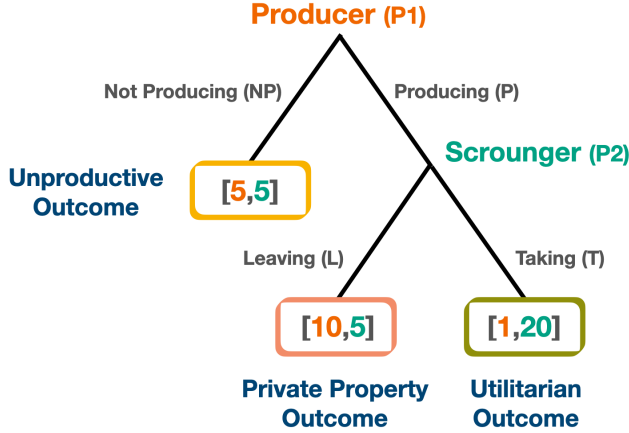 Producer (P1)
Not Producing (NP)
Producing (P)
Scrounger (P2)
Unproductive
Outcome
[5,5]
Leaving (L)
Taking (T)
[10,5]
[1,20]
Private Property
Outcome
Utilitarian
Outcome